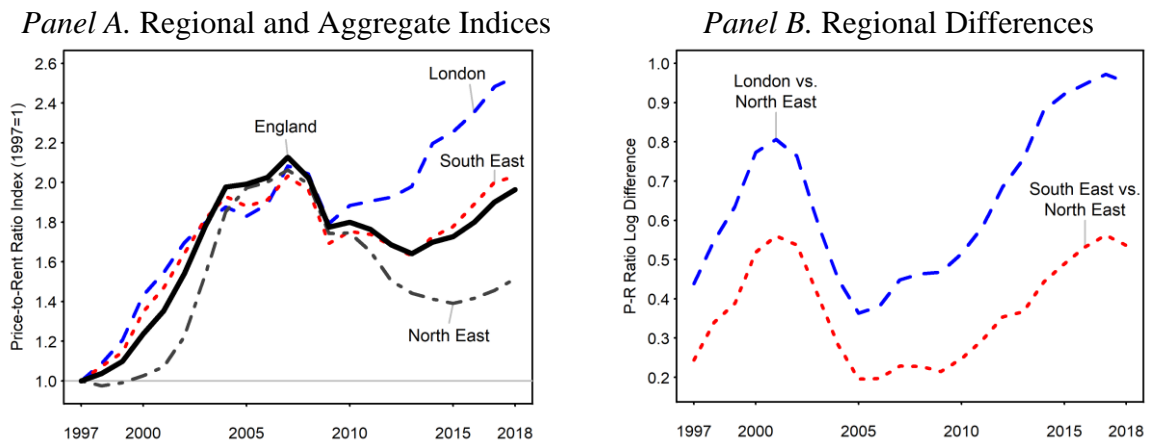 Panel A. Regional and Aggregate Indices
Price-to-Rent Ratio Index (1997=1)
2.6
2.4
2.2
2.0
1.8
1.6
1.4
1.2
1.0
London
England
South East
North East
1997
2000
2005
2010
2015
2018
Panel B. Regional Differences
P-R Ratio Log Difference
1.0
0.9
0.8
0.7
0.6
0.5
0.4
0.3
0.2
London vs.
North East
South East vs.
North East
1997
2000
2005
2010
2015
2018